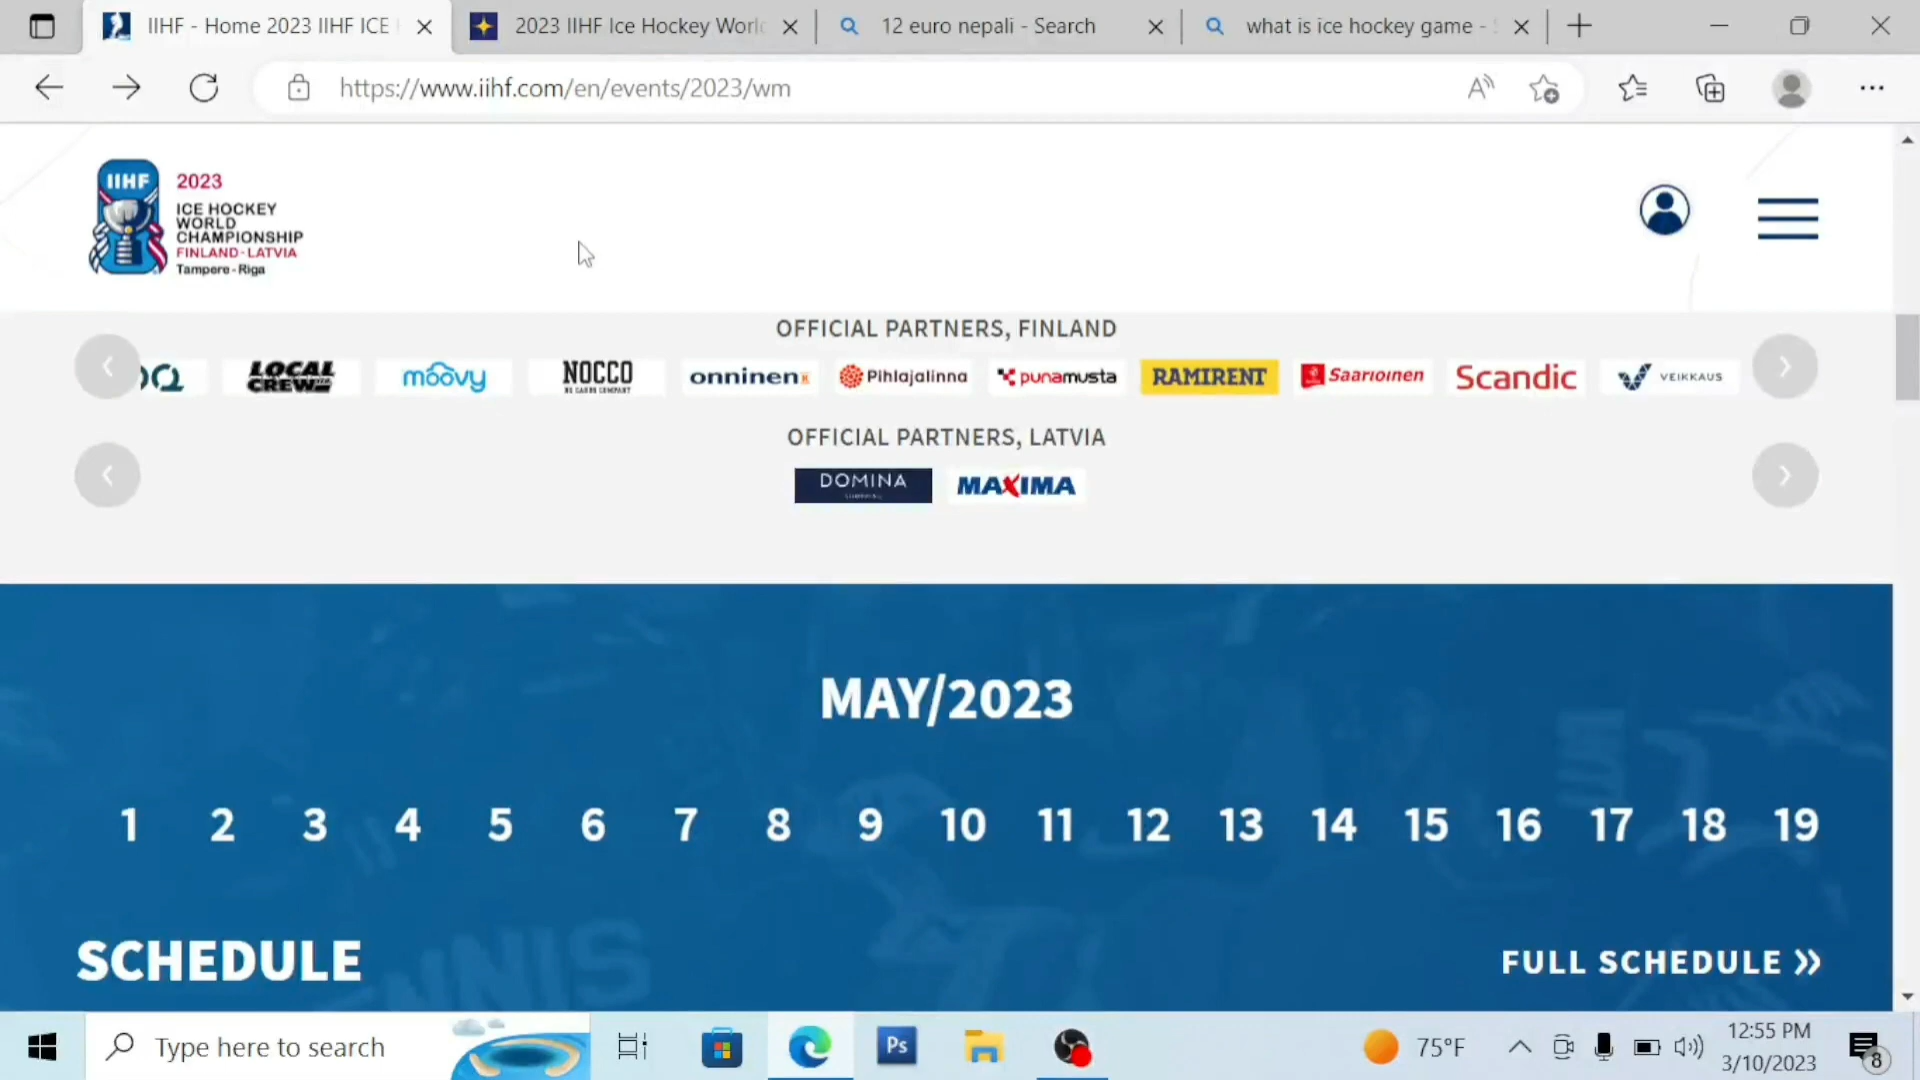 IIHF - Home 2023 IIHF ICE
2023 IIHF Ice Hockey Worl
12 euro nepali - Search
what is ice hockey game -
https://www.iihf.com/en/events/2023/wm
IIHF
2023
ICE HOCKEY
WORLD
CHAMPIONSHIP
FINLAND - LATVIA
Tampere - Riga
OFFICIAL PARTNERS, FINLAND
LOCAL CREW
moovy
NOCCO
NO CARBS COMPANY
onninen
Pihlajalinna
punamusta
RAMIRENT
Saarioinen
Scandic
VEIKKAUS
OFFICIAL PARTNERS, LATVIA
DOMINA
MAXIMA
MAY/2023
1 2 3 4 5 6 7 8 9 10 11 12 13 14 15 16 17 18 19
SCHEDULE
FULL SCHEDULE »
Type here to search
Ps
75°F
12:55 PM
3/10/2023
8